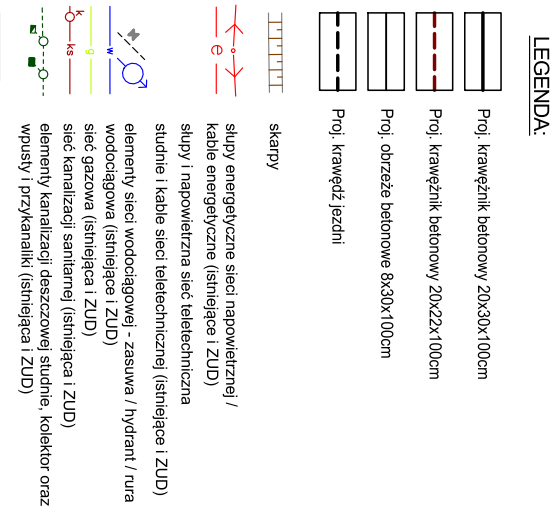 LEGENDA:
Proj. krawężnik betonowy 20x30x100cm
Proj. krawężnik betonowy 20x22x100cm
Proj. obrzeże betonowe 8x30x100cm
Proj. krawędź jezdni
skarpy
e
słupy energetyczne sieci napowietrznej /
kable energetyczne (istniejące i ZUD)
słupy i napowietrzna sieć teletechniczna
studnie i kable sieci teletechnicznej (istniejące i ZUD)
w
elementy sieci wodociągowej - zasuwa / hydrant / rura
wodociągowa (istniejące i ZUD)
g
sieć gazowa (istniejąca i ZUD)
k
ks
sieć kanalizacji sanitarnej (istniejąca i ZUD)
elementy kanalizacji deszczowej studnie, kolektor oraz
wpusty i przykanaliki (istniejąca i ZUD)